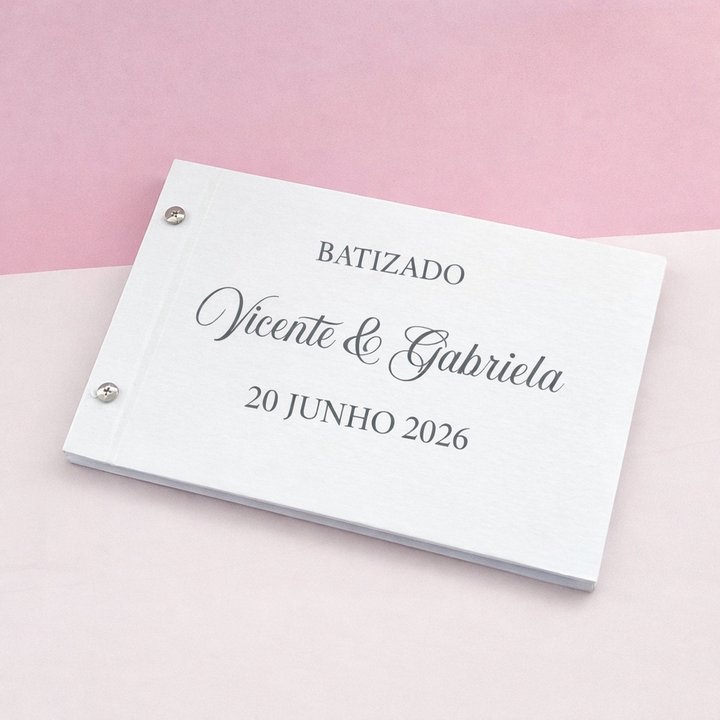 BATIZADO
Vicente & Gabriela
20 JUNHO 2026